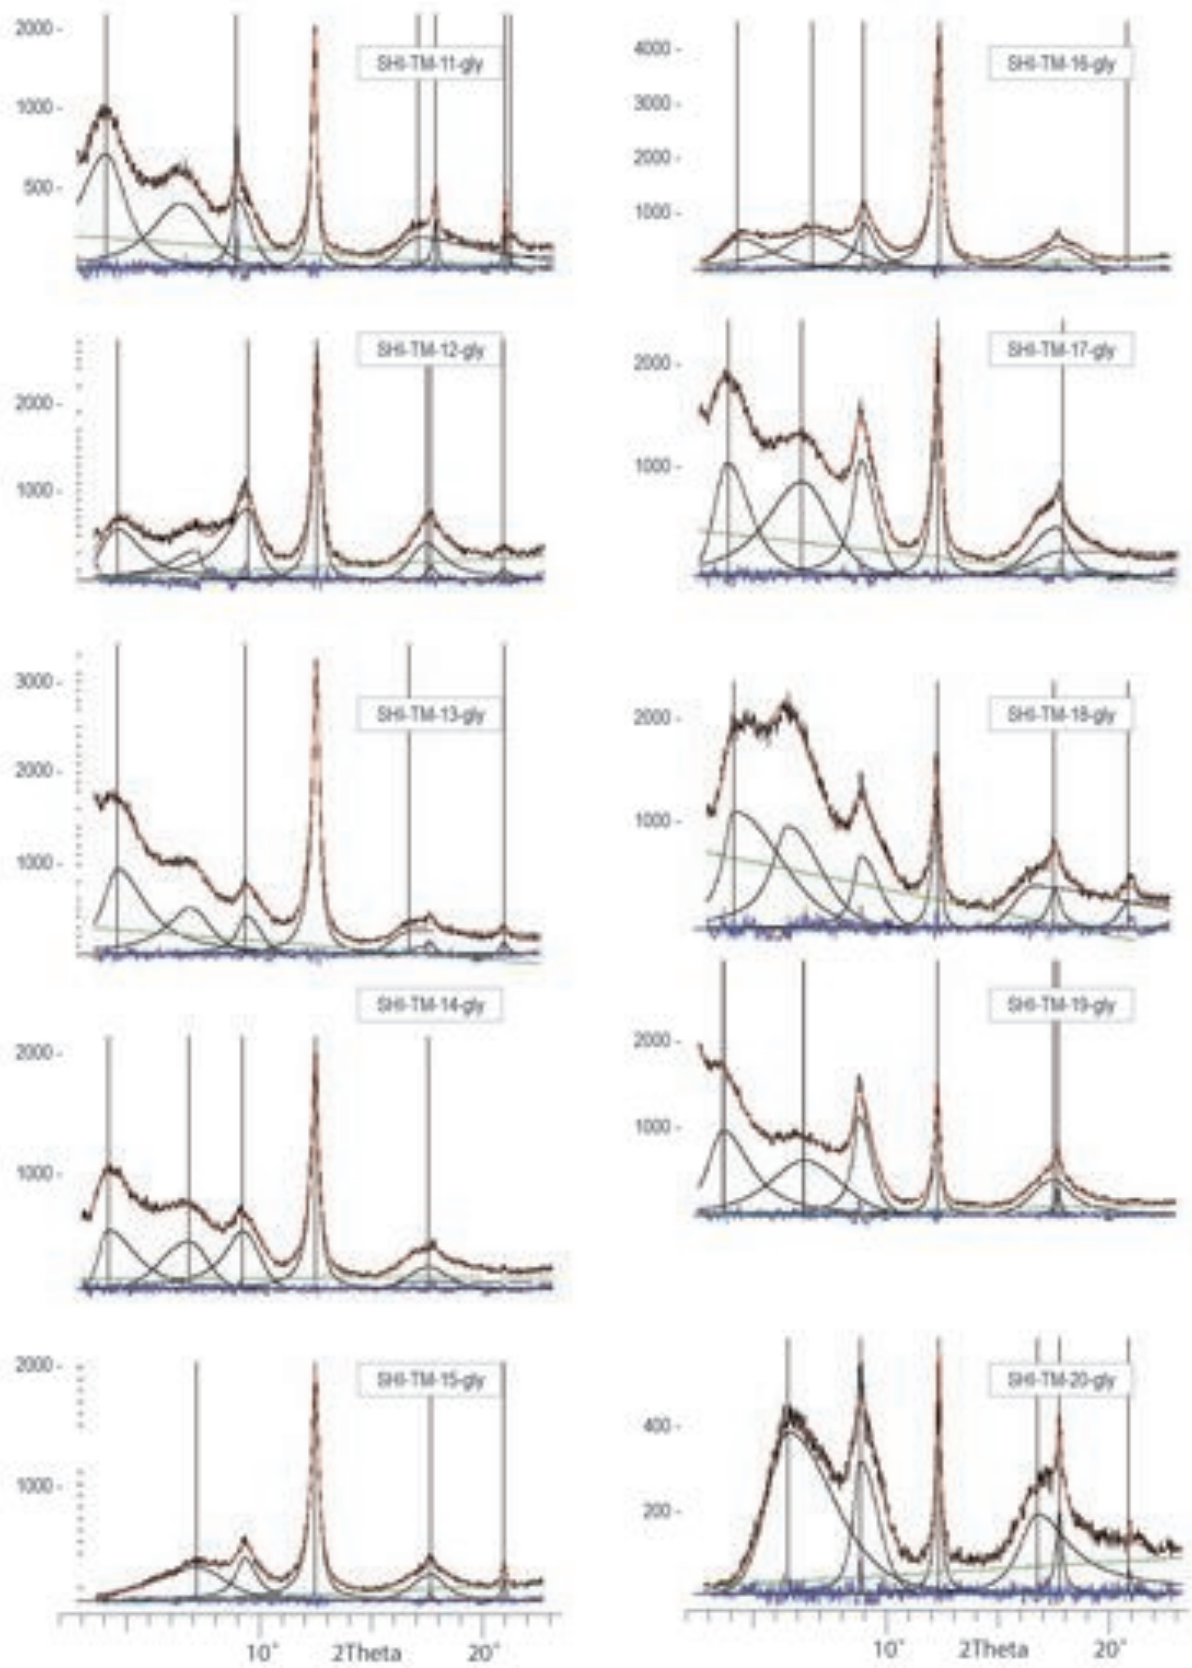 2000 -
SHI-TM-11-gly
1000 -
500 -
2000 -
SHI-TM-12-gly
1000 -
3000 -
SHI-TM-13-gly
2000 -
1000 -
SHI-TM-14-gly
2000 -
1000 -
2000 -
SHI-TM-15-gly
1000 -
10° 2Theta 20°
4000 -
SHI-TM-16-gly
3000 -
2000 -
1000 -
SHI-TM-17-gly
2000 -
1000 -
2000 -
SHI-TM-18-gly
1000 -
SHI-TM-19-gly
2000 -
1000 -
SHI-TM-20-gly
400 -
200 -
10° 2Theta 20°